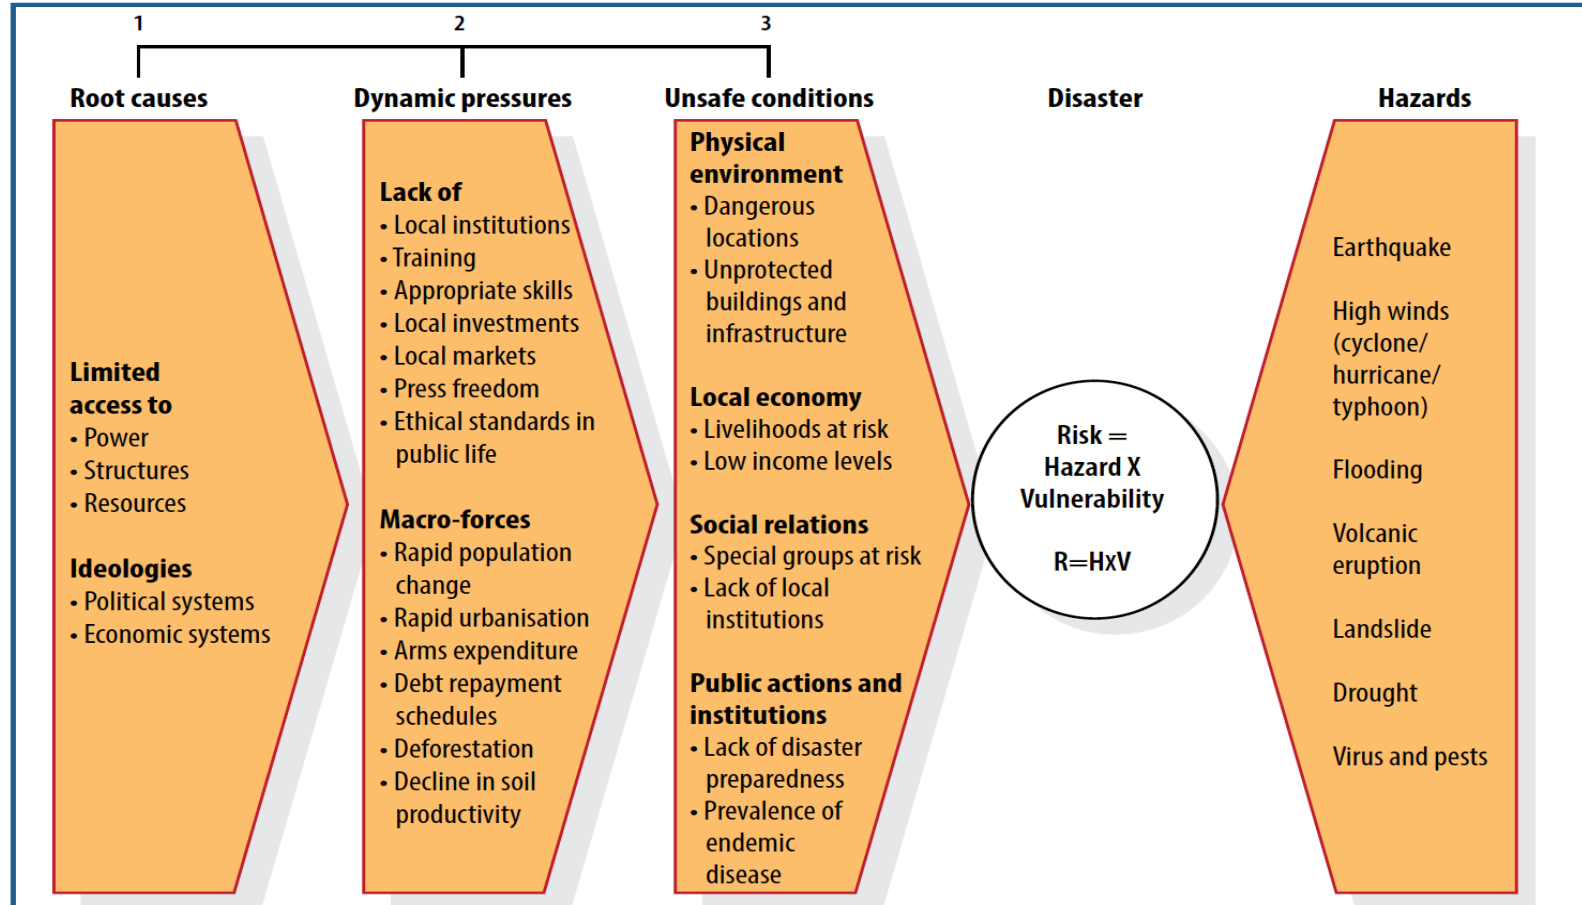 1
2
3
Root causes
Dynamic pressures
Unsafe conditions
Disaster
Hazards
Limited
access to
• Power
• Structures
• Resources
Ideologies
• Political systems
• Economic systems
Lack of
• Local institutions
• Training
• Appropriate skills
• Local investments
• Local markets
• Press freedom
• Ethical standards in
public life
Macro-forces
• Rapid population
change
• Rapid urbanisation
• Arms expenditure
• Debt repayment
schedules
• Deforestation
• Decline in soil
productivity
Physical
environment
• Dangerous
locations
• Unprotected
buildings and
infrastructure
Local economy
• Livelihoods at risk
• Low income levels
Social relations
• Special groups at risk
• Lack of local
institutions
Public actions and
institutions
• Lack of disaster
preparedness
• Prevalence of
endemic
disease
Risk =
Hazard X
Vulnerability
R=HxV
Earthquake
High winds
(cyclone/
hurricane/
typhoon)
Flooding
Volcanic
eruption
Landslide
Drought
Virus and pests